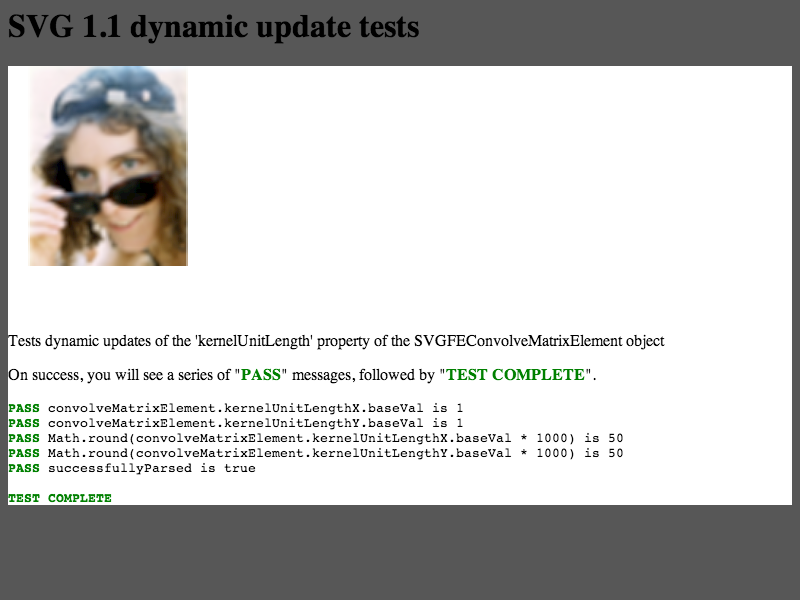 SVG 1.1 dynamic update tests
Tests dynamic updates of the 'kernelUnitLength' property of the SVGFEConvolveMatrixElement object
On success, you will see a series of "PASS" messages, followed by "TEST COMPLETE".
PASS convolveMatrixElement.kernelUnitLengthX.baseVal is 1
PASS convolveMatrixElement.kernelUnitLengthY.baseVal is 1
PASS Math.round(convolveMatrixElement.kernelUnitLengthX.baseVal * 1000) is 50
PASS Math.round(convolveMatrixElement.kernelUnitLengthY.baseVal * 1000) is 50
PASS successfullyParsed is true
TEST COMPLETE